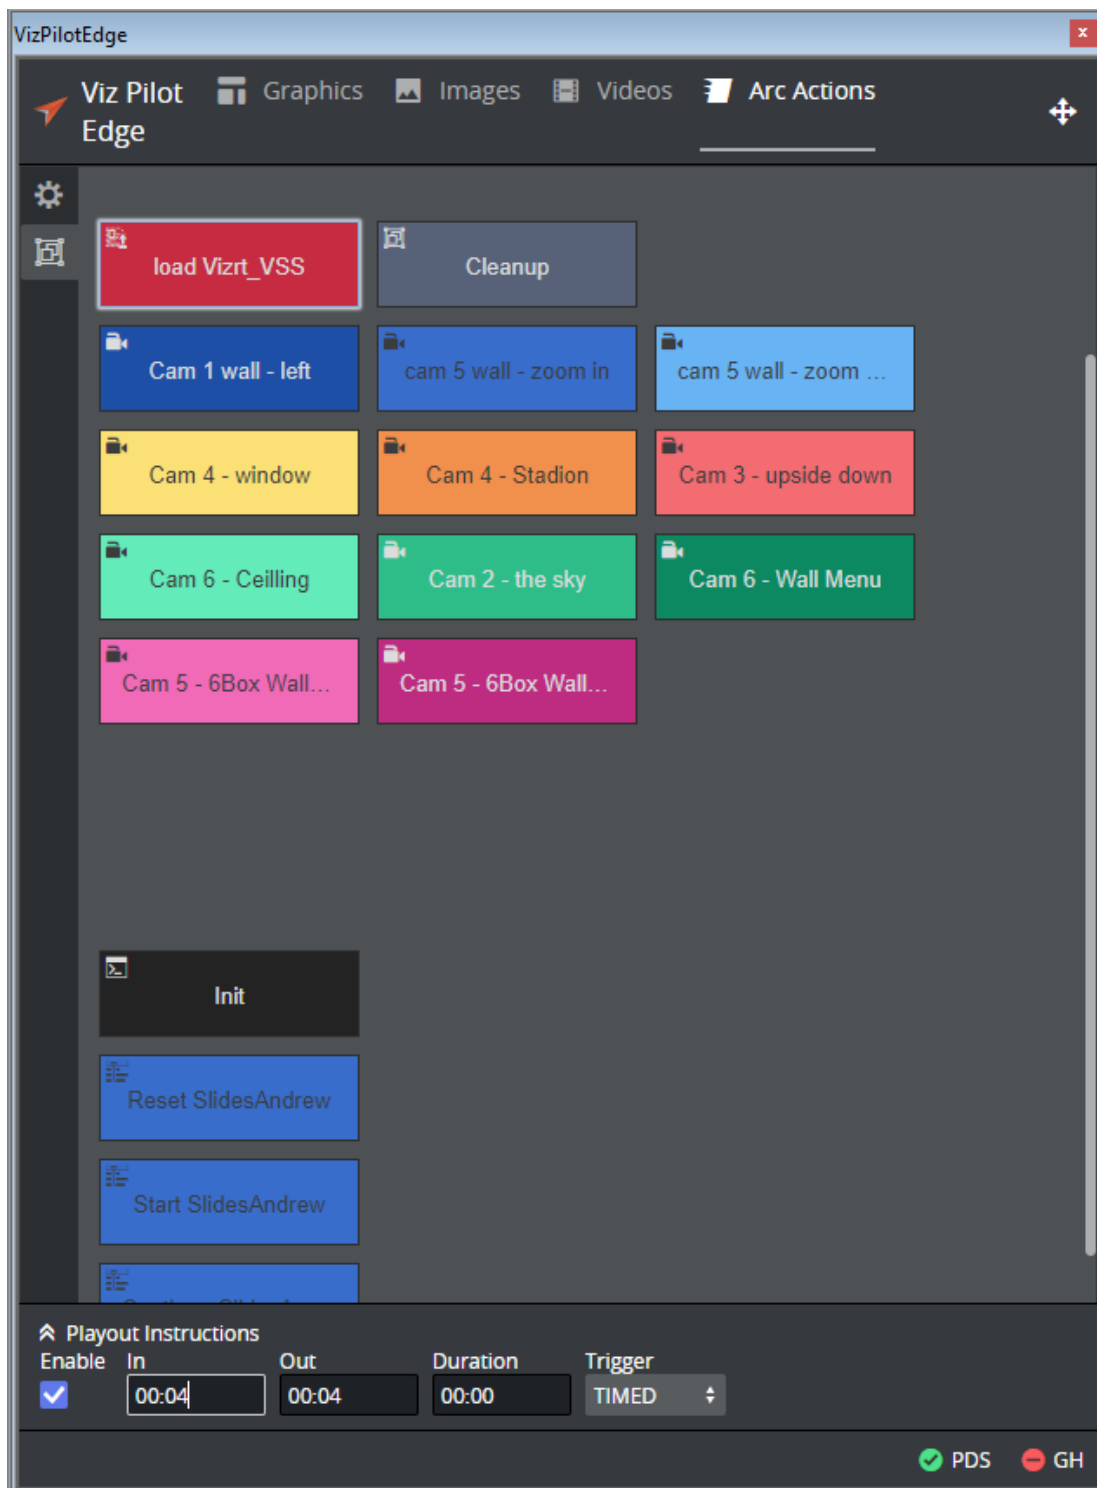 VizPilotEdge
x
Viz Pilot Edge
Graphics
Images
Videos
Arc Actions
load Vizrt_VSS
Cleanup
Cam 1 wall - left
cam 5 wall - zoom in
cam 5 wall - zoom ...
Cam 4 - window
Cam 4 - Stadion
Cam 3 - upside down
Cam 6 - Ceilling
Cam 2 - the sky
Cam 6 - Wall Menu
Cam 5 - 6Box Wall...
Cam 5 - 6Box Wall...
Init
Reset SlidesAndrew
Start SlidesAndrew
Playout Instructions
Enable In Out Duration Trigger
00:04 00:04 00:00 TIMED
PDS GH